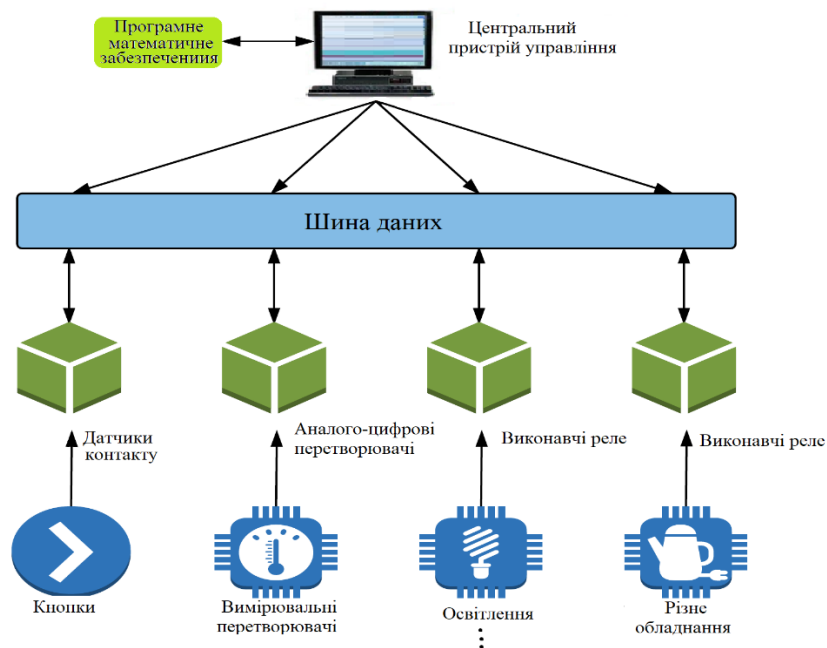 Програмне
математичне
забезпечениия
Центральний
пристрій управління
Шина даних
Датчики
контакту
Аналого-цифрові
перетворювачі
Виконавчі реле
Виконавчі реле
Кнопки
Вимірювальні
перетворювачі
Освітлення
Різне
обладнання